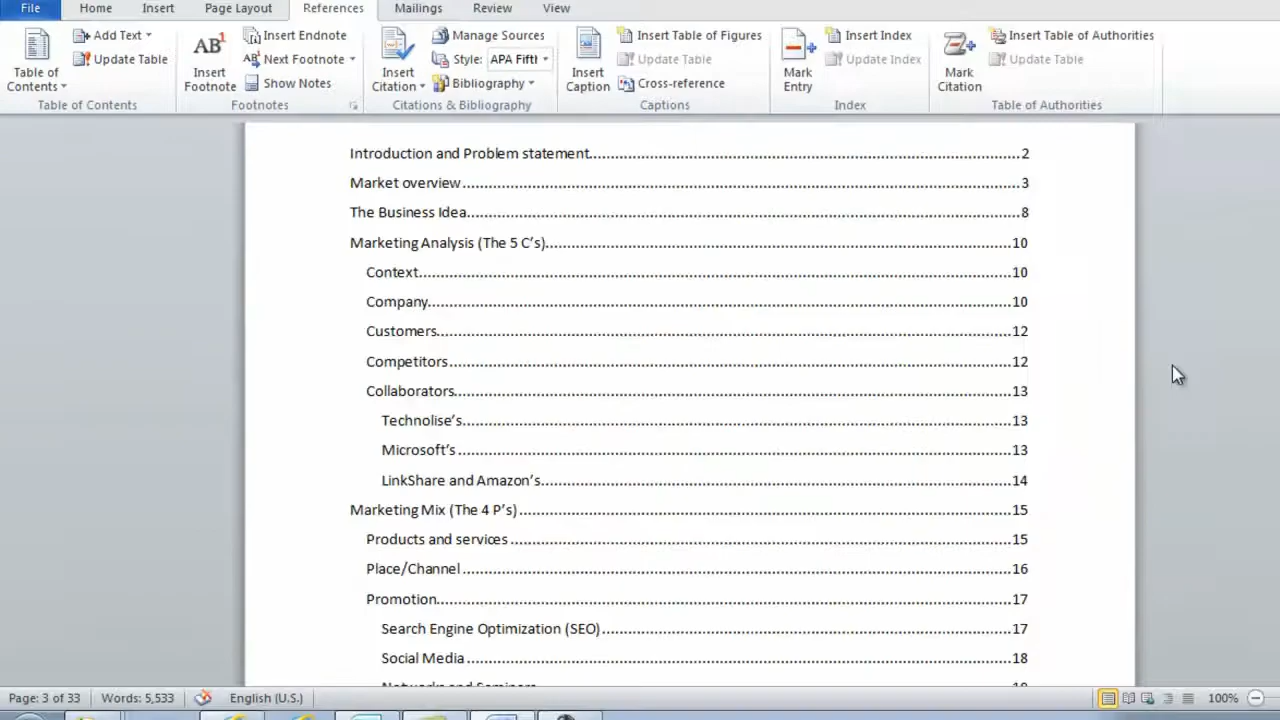 File Home Insert Page Layout References Mailings Review View
Add Text Insert Endnote Manage Sources Insert Table of Figures Insert Index Insert Table of Authorities
AB1
Update Table Next Footnote Style: APA Fift Update Table Update Index Update Table
Table of Contents Insert Footnote Show Notes Insert Citation Bibliography Insert Caption Cross-reference Mark Entry Mark Citation
Table of Contents Footnotes Citations & Bibliography Captions Index Table of Authorities
Introduction and Problem statement 2
Market overview 3
The Business Idea 8
Marketing Analysis (The 5 C's) 10
Context 10
Company 10
Customers 12
Competitors 12
Collaborators 13
Technolise's 13
Microsoft's 13
LinkShare and Amazon's 14
Marketing Mix (The 4 P's) 15
Products and services 15
Place/Channel 16
Promotion 17
Search Engine Optimization (SEO) 17
Social Media 18
Page: 3 of 33 Words: 5,533 English (U.S.) 100%